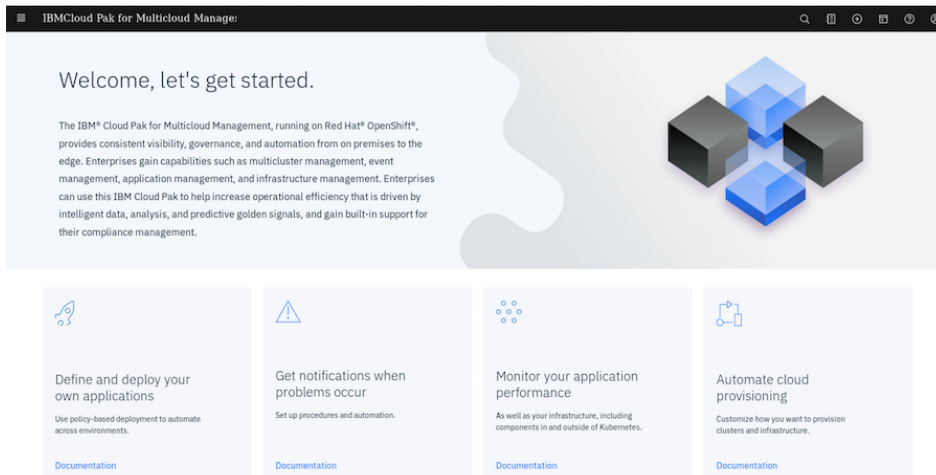 IBMCloud Pak for Multicloud Manager
Welcome, let's get started.
The IBM® Cloud Pak for Multicloud Management, running on Red Hat® OpenShift®,
provides consistent visibility, governance, and automation from on premises to the
edge. Enterprises gain capabilities such as multicluster management, event
management, application management, and infrastructure management. Enterprises
can use this IBM Cloud Pak to help increase operational efficiency that is driven by
intelligent data, analysis, and predictive golden signals, and gain built-in support for
their compliance management.
Define and deploy your
own applications
Use policy-based deployment to automate
across environments.
Documentation
Get notifications when
problems occur
Set up procedures and automation.
Documentation
Monitor your application
performance
As well as your infrastructure, including
components in and outside of Kubernetes.
Documentation
Automate cloud
provisioning
Customize how you want to provision
clusters and infrastructure.
Documentation